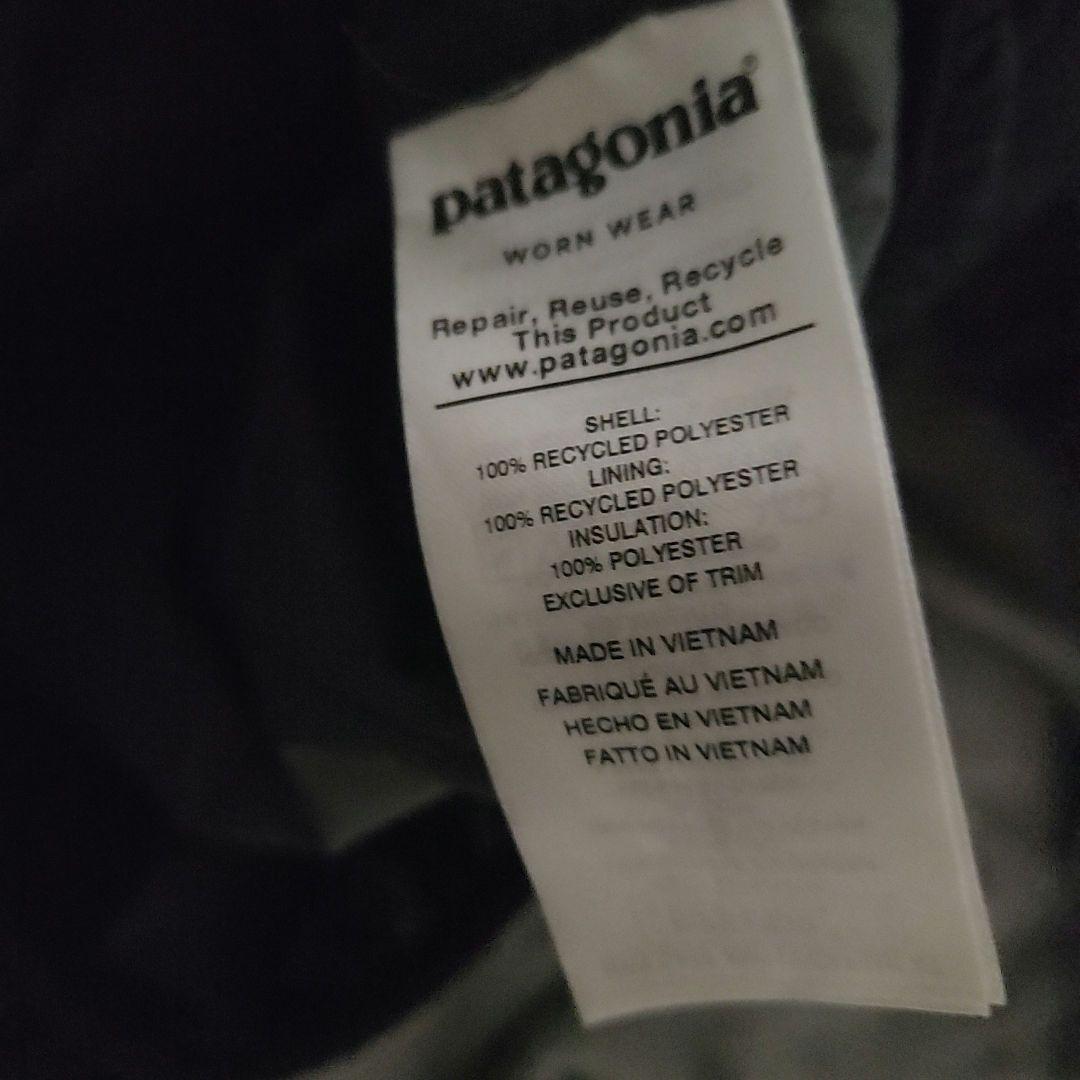 patagonia®
WORN WEAR
Repair, Reuse, Recycle
This Product
www.patagonia.com
SHELL:
100% RECYCLED POLYESTER
LINING:
100% RECYCLED POLYESTER
INSULATION:
100% POLYESTER
EXCLUSIVE OF TRIM
MADE IN VIETNAM
FABRIQUÉ AU VIETNAM
HECHO EN VIETNAM
FATTO IN VIETNAM